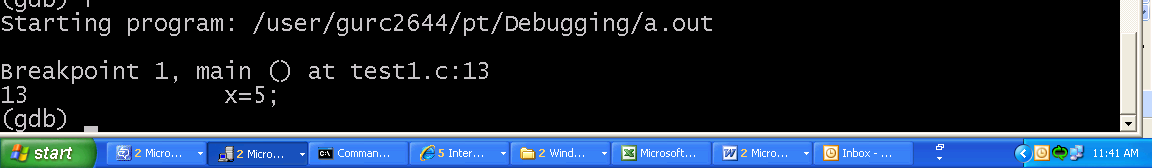 (gdb) r
Starting program: /user/gurc2644/pt/Debugging/a.out
Breakpoint 1, main () at test1.c:13
13 x=5;
(gdb)
start 2 Micro... 2 Micro... Comman... 5 Inter... 2 Wind... Microsoft... 2 Micro... Inbox - ... 11:41 AM